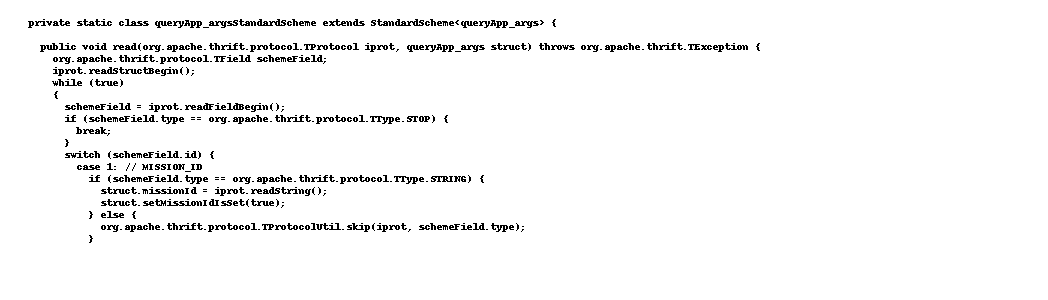 private static class queryApp_argsStandardScheme extends StandardScheme<queryApp_args> {
public void read(org.apache.thrift.protocol.TProtocol iprot, queryApp_args struct) throws org.apache.thrift.TException {
org.apache.thrift.protocol.TField schemeField;
iprot.readStructBegin();
while (true)
{
schemeField = iprot.readFieldBegin();
if (schemeField.type == org.apache.thrift.protocol.TType.STOP) {
break;
}
switch (schemeField.id) {
case 1: // MISSION_ID
if (schemeField.type == org.apache.thrift.protocol.TType.STRING) {
struct.missionId = iprot.readString();
struct.setMissionIdIsSet(true);
} else {
org.apache.thrift.protocol.TProtocolUtil.skip(iprot, schemeField.type);
}